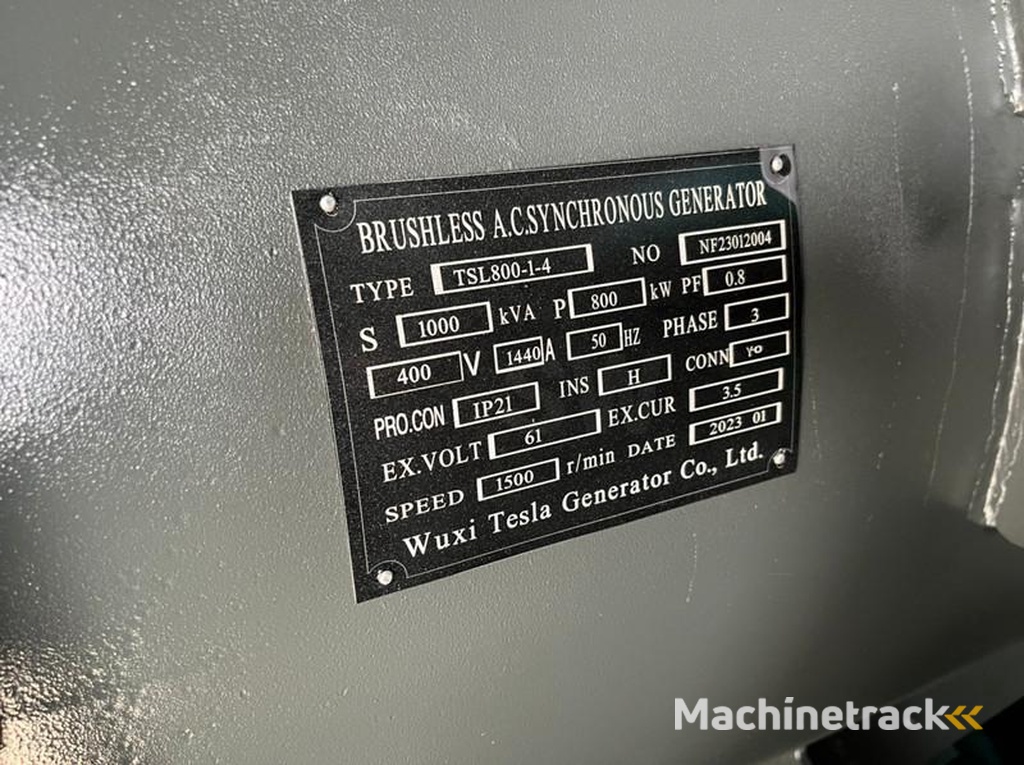 BRUSHLESS A.C.SYNCHRONOUS GENERATOR
TYPE TSL800-1-4 NO NF23012004
S 1000 kVA P 800 kW PF 0.8
400 V 1440 A 50 HZ PHASE 3
PRO.CON IP21 INS H CONN YO
EX.VOLT 61 EX.CUR 3.5
SPEED 1500 r/min DATE 2023 01
Wuxi Tesla Generator Co., Ltd.
Machinetrack